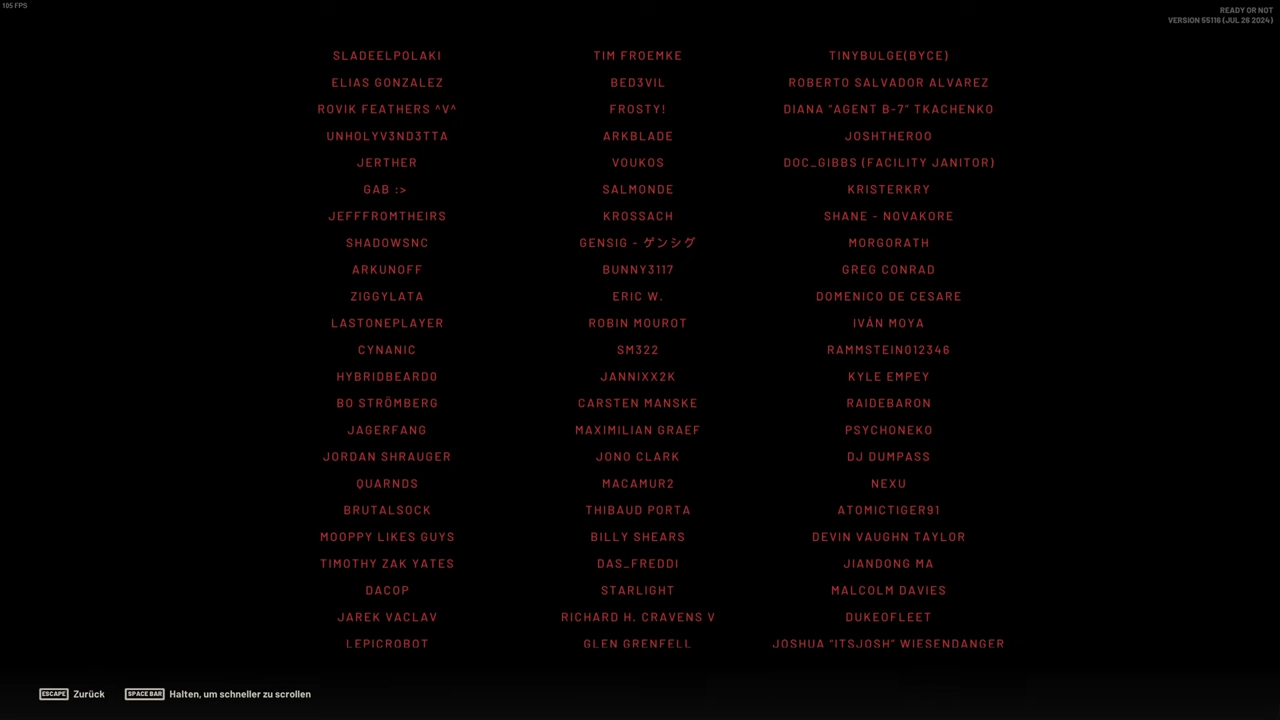 105 FPS
READY OR NOT
VERSION 55116 (JUL 26 2024)
SLADEELPOLAKI TIM FROEMKE TINYBULGE(BYCE)
ELIAS GONZALEZ BED3VIL ROBERTO SALVADOR ALVAREZ
ROVIK FEATHERS ^V^ FROSTY! DIANA "AGENT B-7" TKACHENKO
UNHOLYV3ND3TTA ARKBLADE JOSHTHEROO
JERTHER VOUKOS DOC_GIBBS (FACILITY JANITOR)
GAB :> SALMONDE KRISTERKRY
JEFFFROMTHEIRS KROSSACH SHANE - NOVAKORE
SHADOWSNC GENSIG - ゲンシグ MORGORATH
ARKUNOFF BUNNY3117 GREG CONRAD
ZIGGYLATA ERIC W. DOMENICO DE CESARE
LASTONEPLAYER ROBIN MOUROT IVÁN MOYA
CYNANIC SM322 RAMMSTEIN012346
HYBRIDBEARDO JANNIXX2K KYLE EMPEY
BO STRÖMBERG CARSTEN MANSKE RAIDEBARON
JAGERFANG MAXIMILIAN GRAEF PSYCHONEKO
JORDAN SHRAUGER JONO CLARK DJ DUMPASS
QUARNDS MACAMUR2 NEXU
BRUTALSOCK THIBAUD PORTA ATOMICTIGER91
MOOPPY LIKES GUYS BILLY SHEARS DEVIN VAUGHN TAYLOR
TIMOTHY ZAK YATES DAS_FREDDI JIANDONG MA
DACOP STARLIGHT MALCOLM DAVIES
JAREK VACLAV RICHARD H. CRAVENS V DUKEOFLEET
LEPICROBOT GLEN GRENFELL JOSHUA "ITSJOSH" WIESENDANGER
ESCAPE Zurück SPACE BAR Halten, um schneller zu scrollen